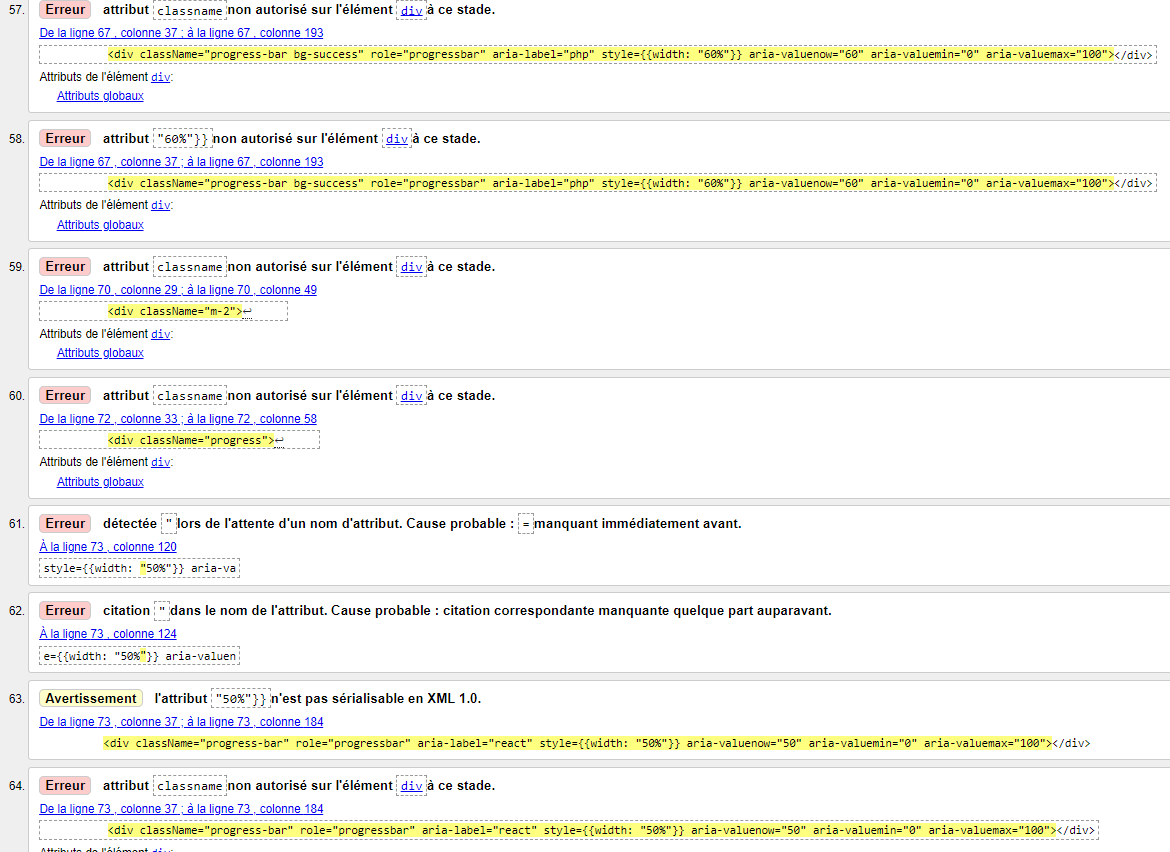 57. Erreur attribut classname non autorisé sur l'élément div à ce stade.
De la ligne 67 , colonne 37 ; à la ligne 67 , colonne 193
<div className="progress-bar bg-success" role="progressbar" aria-label="php" style={{width: "60%"}} aria-valuenow="60" aria-valuemin="0" aria-valuemax="100"></div>
Attributs de l'élément div:
Attributs globaux
58. Erreur attribut "60%"}} non autorisé sur l'élément div à ce stade.
De la ligne 67 , colonne 37 ; à la ligne 67 , colonne 193
<div className="progress-bar bg-success" role="progressbar" aria-label="php" style={{width: "60%"}} aria-valuenow="60" aria-valuemin="0" aria-valuemax="100"></div>
Attributs de l'élément div:
Attributs globaux
59. Erreur attribut classname non autorisé sur l'élément div à ce stade.
De la ligne 70 , colonne 29 ; à la ligne 70 , colonne 49
<div className="m-2">↩
Attributs de l'élément div:
Attributs globaux
60. Erreur attribut classname non autorisé sur l'élément div à ce stade.
De la ligne 72 , colonne 33 ; à la ligne 72 , colonne 58
<div className="progress">↩
Attributs de l'élément div:
Attributs globaux
61. Erreur détectée " lors de l'attente d'un nom d'attribut. Cause probable : = manquant immédiatement avant.
À la ligne 73 , colonne 120
style={{width: "50%"}} aria-va
62. Erreur citation " dans le nom de l'attribut. Cause probable : citation correspondante manquante quelque part auparavant.
À la ligne 73 , colonne 124
e={{width: "50%"}} aria-valuen
63. Avertissement l'attribut "50%"}} n'est pas sérialisable en XML 1.0.
De la ligne 73 , colonne 37 ; à la ligne 73 , colonne 184
<div className="progress-bar" role="progressbar" aria-label="react" style={{width: "50%"}} aria-valuenow="50" aria-valuemin="0" aria-valuemax="100"></div>
64. Erreur attribut classname non autorisé sur l'élément div à ce stade.
De la ligne 73 , colonne 37 ; à la ligne 73 , colonne 184
<div className="progress-bar" role="progressbar" aria-label="react" style={{width: "50%"}} aria-valuenow="50" aria-valuemin="0" aria-valuemax="100"></div>
Attributs de l'élément div: